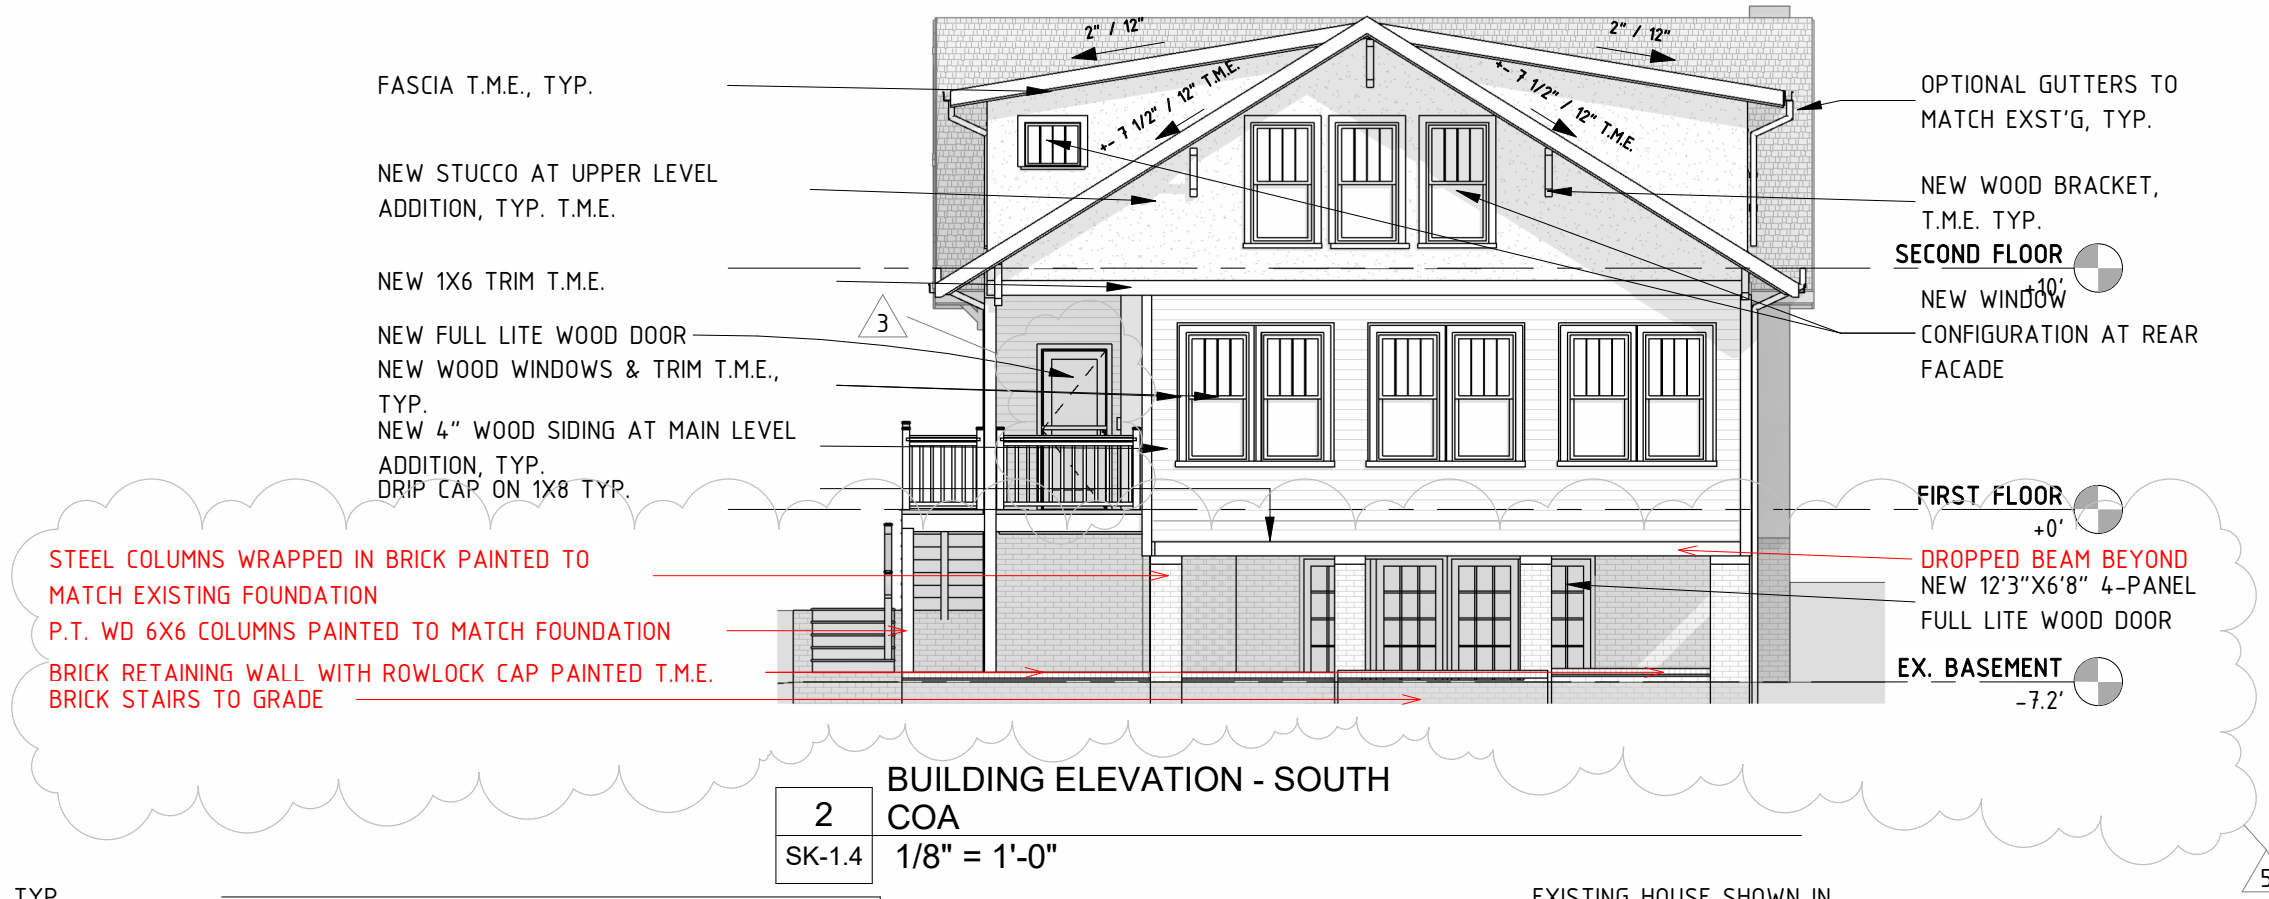 2" / 12"
2" / 12"
+- 7 1/2" / 12" T.M.E.
+- 7 1/2" / 12" T.M.E.
FASCIA T.M.E., TYP.
NEW STUCCO AT UPPER LEVEL
ADDITION, TYP. T.M.E.
NEW 1X6 TRIM T.M.E.
3
NEW FULL LITE WOOD DOOR
NEW WOOD WINDOWS & TRIM T.M.E.,
TYP.
NEW 4" WOOD SIDING AT MAIN LEVEL
ADDITION, TYP.
DRIP CAP ON 1X8 TYP.
STEEL COLUMNS WRAPPED IN BRICK PAINTED TO
MATCH EXISTING FOUNDATION
P.T. WD 6X6 COLUMNS PAINTED TO MATCH FOUNDATION
BRICK RETAINING WALL WITH ROWLOCK CAP PAINTED T.M.E.
BRICK STAIRS TO GRADE
OPTIONAL GUTTERS TO
MATCH EXST'G, TYP.
NEW WOOD BRACKET,
T.M.E. TYP.
SECOND FLOOR
+10'
NEW WINDOW
CONFIGURATION AT REAR
FACADE
FIRST FLOOR
+0'
DROPPED BEAM BEYOND
NEW 12'3"X6'8" 4-PANEL
FULL LITE WOOD DOOR
EX. BASEMENT
-7.2'
2
SK-1.4
BUILDING ELEVATION - SOUTH
COA
1/8" = 1'-0"
5
TYP
EXISTING HOUSE SHOWN IN